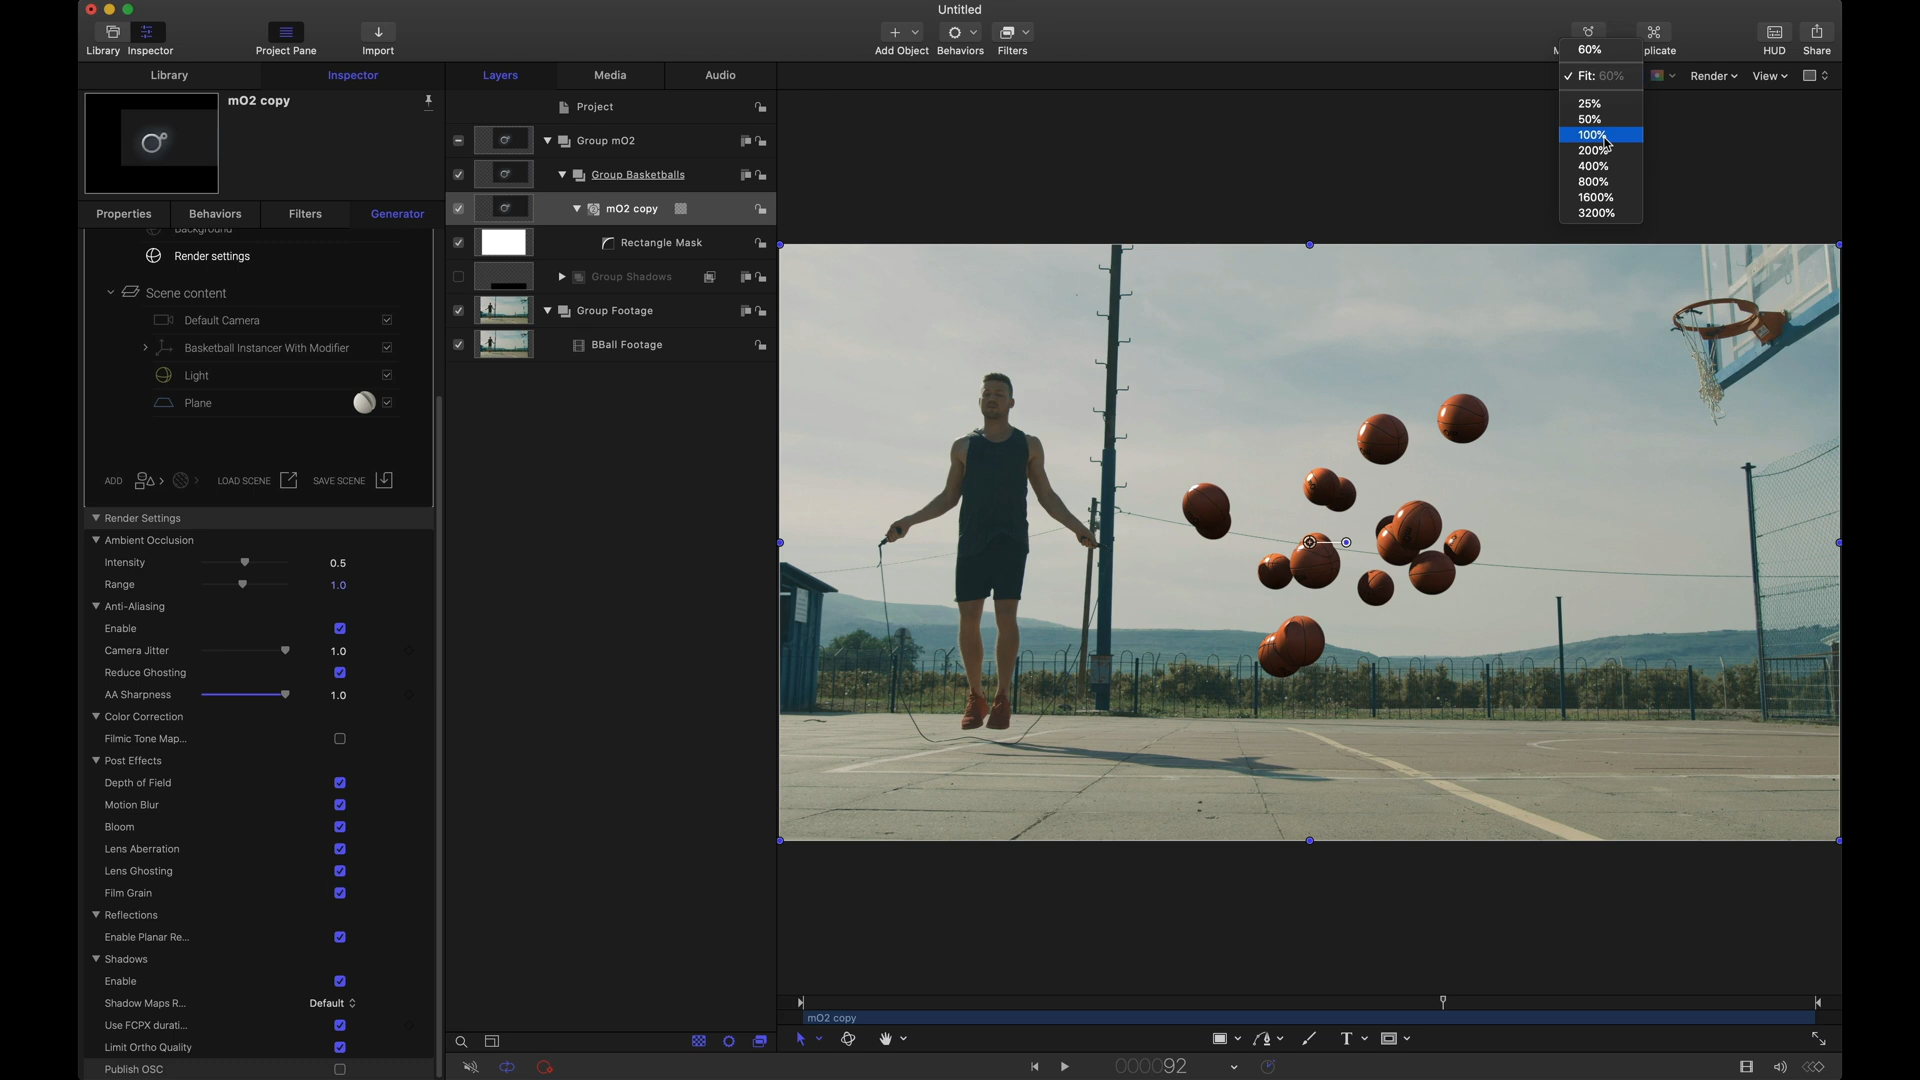 Untitled
Library
Inspector
Project Pane
Import
Add Object
Behaviors
Filters
plicate
HUD
Share
60%
Fit: 60%
25%
50%
100%
200%
400%
800%
1600%
3200%
Render
View
Library
Inspector
Layers
Media
Audio
mO2 copy
Properties
Behaviors
Filters
Generator
Background
Render settings
Scene content
Default Camera
Basketball Instancer With Modifier
Light
Plane
ADD
LOAD SCENE
SAVE SCENE
Render Settings
Ambient Occlusion
Intensity 0.5
Range 1.0
Anti-Aliasing
Enable
Camera Jitter 1.0
Reduce Ghosting
AA Sharpness 1.0
Color Correction
Filmic Tone Map...
Post Effects
Depth of Field
Motion Blur
Bloom
Lens Aberration
Lens Ghosting
Film Grain
Reflections
Enable Planar Re...
Shadows
Enable
Shadow Maps R... Default
Use FCPX durati...
Limit Ortho Quality
Publish OSC
Project
Group mO2
Group Basketballs
mO2 copy
Rectangle Mask
Group Shadows
Group Footage
BBall Footage
mO2 copy
T
000092